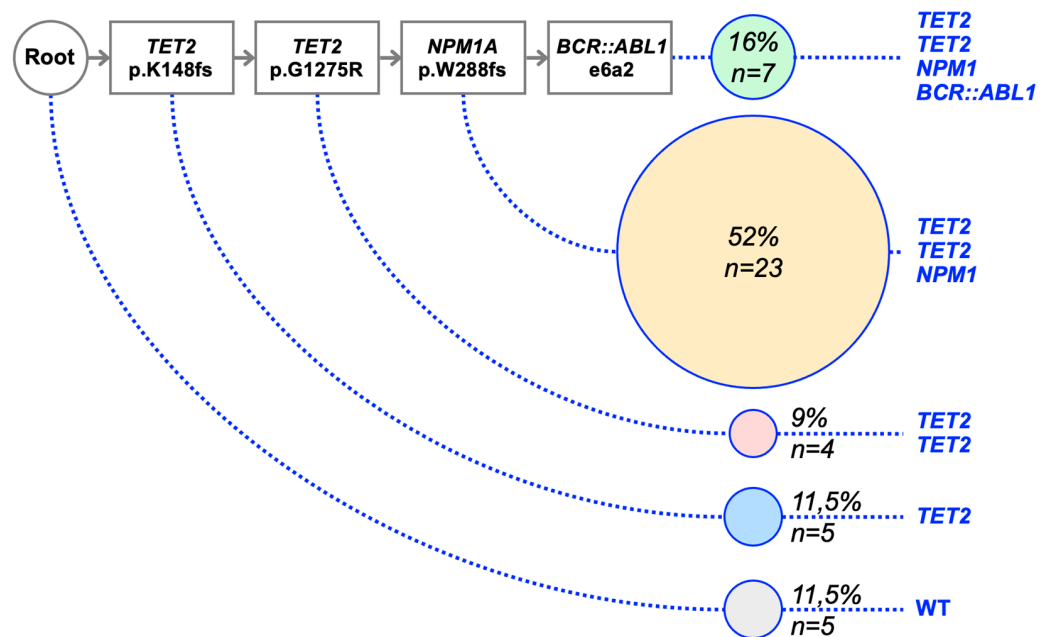 Root
TET2
p.K148fs
TET2
p.G1275R
NPM1A
p.W288fs
BCR::ABL1
e6a2
16%
n=7
TET2
TET2
NPM1
BCR::ABL1
52%
n=23
TET2
TET2
NPM1
9%
n=4
TET2
TET2
11,5%
n=5
TET2
11,5%
n=5
WT